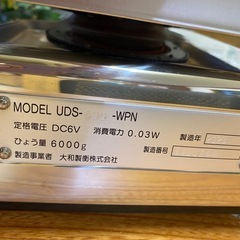 MODEL UDS- -WPN
定格電圧 DC6V 消費電力 0.03W 製造年
ひょう量 6000g 製造番号
製造事業者 大和製衡株式会社